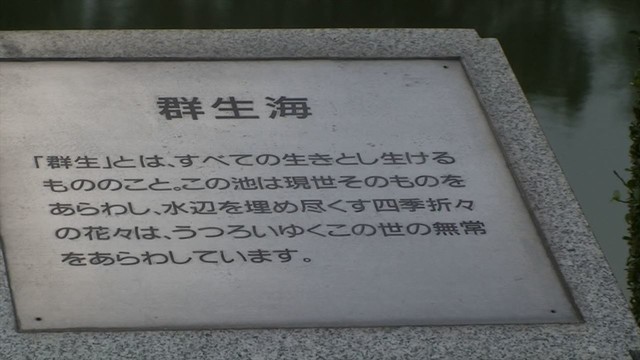 群生海
「群生」とは、すべての生きとし生ける
もののこと。この池は現世そのものを
あらわし、水辺を埋め尽くす四季折々
の花々は、うつろいゆくこの世の無常
をあらわしています。